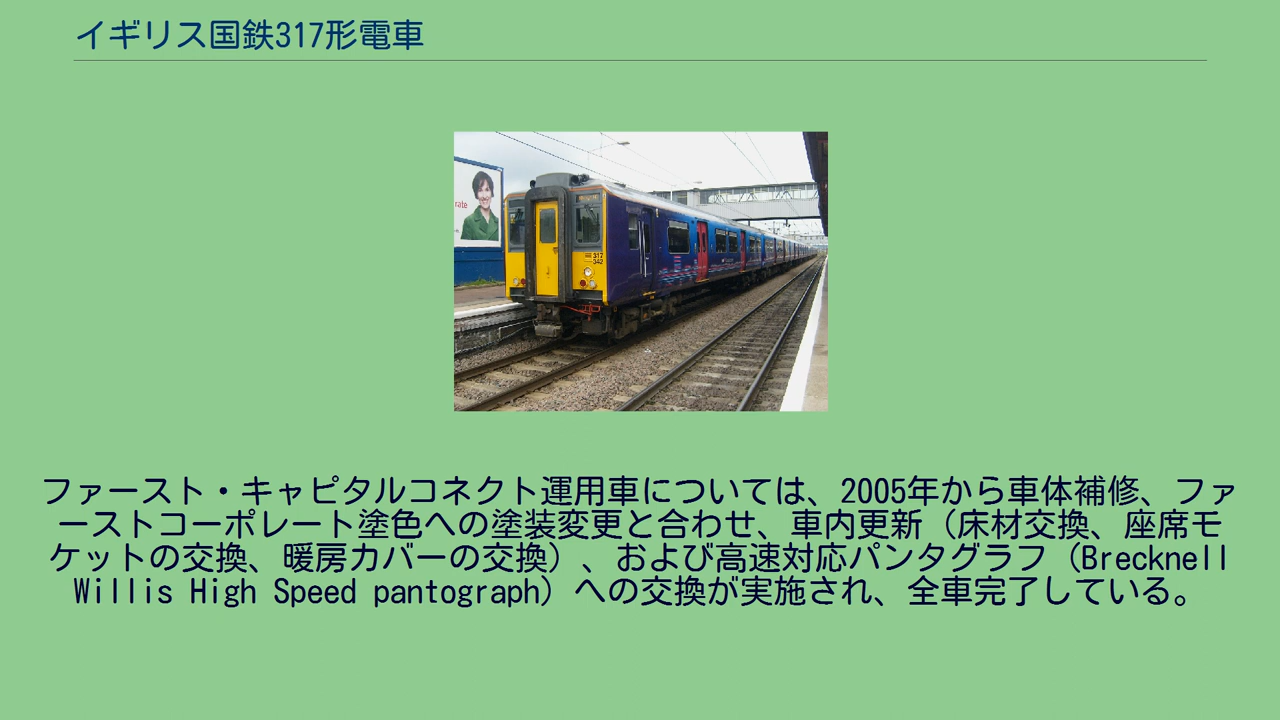 イギリス国鉄317形電車
rate
317
342
ファースト・キャピタルコネクト運用車については、2005年から車体補修、ファ
ーストコーポレート塗色への塗装変更と合わせ、車内更新（床材交換、座席モ
ケットの交換、暖房カバーの交換）、および高速対応パンタグラフ（Brecknell
Willis High Speed pantograph）への交換が実施され、全車完了している。